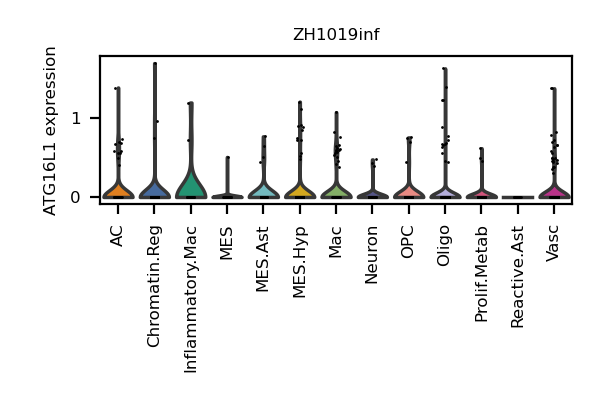 ZH1019inf
ATG16L1 expression
1
0
AC
Chromatin.Reg
Inflammatory.Mac
MES
MES.Ast
MES.Hyp
Mac
Neuron
OPC
Oligo
Prolif.Metab
Reactive.Ast
Vasc